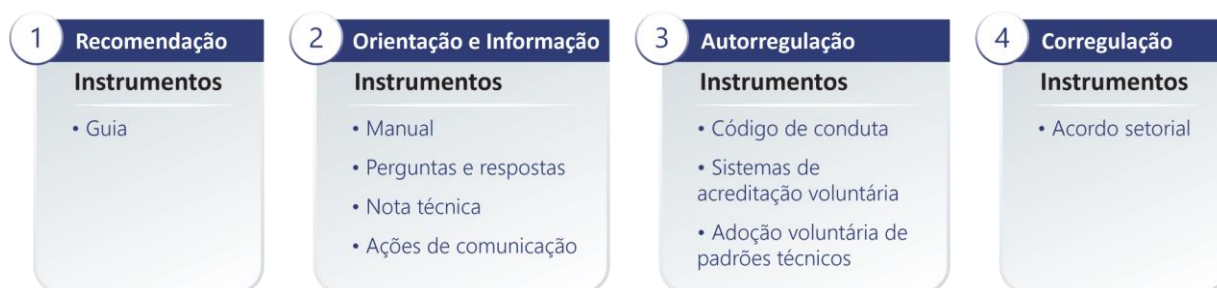 1 Recomendação
Instrumentos
• Guia
2 Orientação e Informação
Instrumentos
• Manual
• Perguntas e respostas
• Nota técnica
• Ações de comunicação
3 Autorregulação
Instrumentos
• Código de conduta
• Sistemas de
acreditação voluntária
• Adoção voluntária de
padrões técnicos
4 Corregulação
Instrumentos
• Acordo setorial